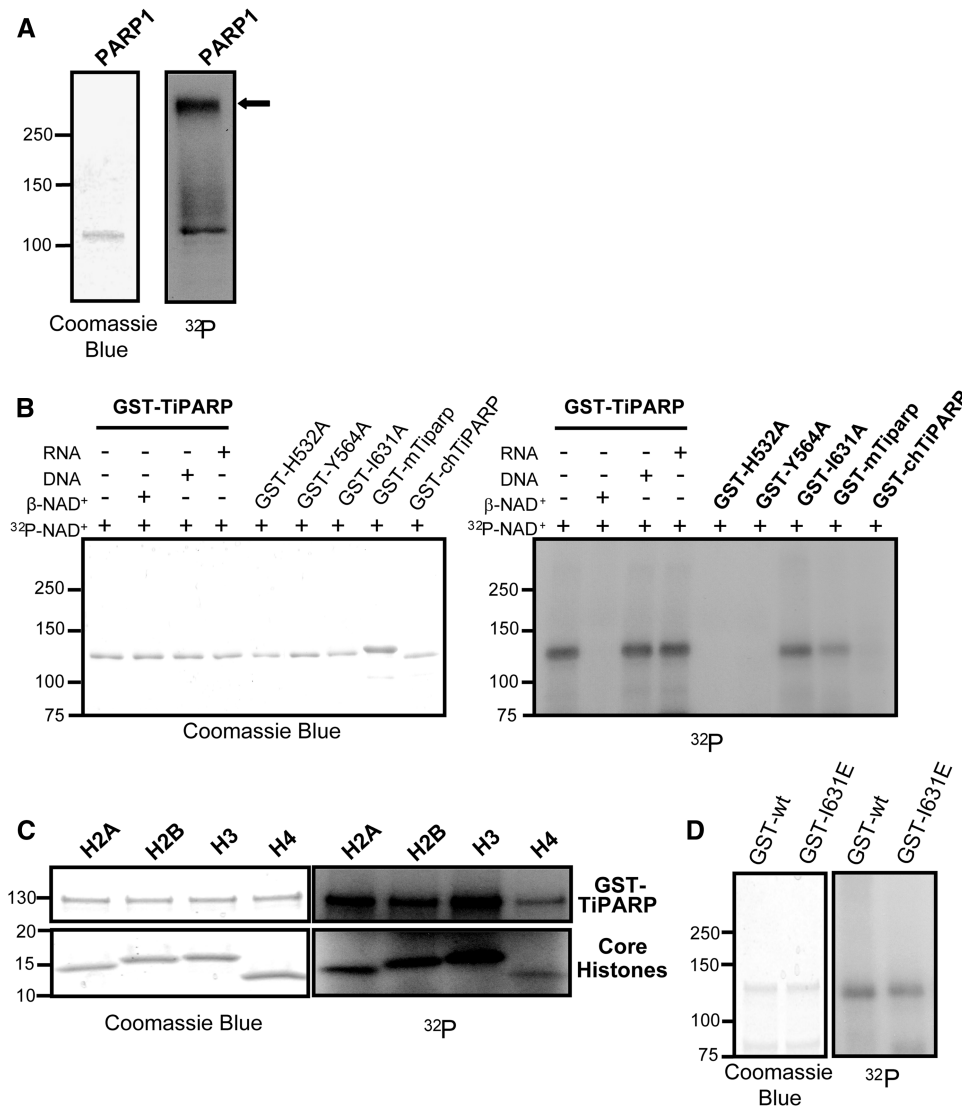 A
PARP1 PARP1
250
150
100
Coomassie Blue
32P
B
GST-TiPARP
RNA - - - +
DNA - - + -
β-NAD+ - + - -
32P-NAD+ + + + + + + + + +
GST-H532A
GST-Y564A
GST-I631A
GST-mTiparp
GST-chTiPARP
250
150
100
75
Coomassie Blue
GST-TiPARP
RNA - - - +
DNA - - + -
β-NAD+ - + - -
32P-NAD+ + + + + + + + + +
GST-H532A
GST-Y564A
GST-I631A
GST-mTiparp
GST-chTiPARP
250
150
100
75
32P
C
H2A H2B H3 H4 H2A H2B H3 H4
130
GST-
TiPARP
20
15
10
Core
Histones
Coomassie Blue
32P
D
GST-wt
GST-I631E
GST-wt
GST-I631E
250
150
100
75
Coomassie
Blue
32P